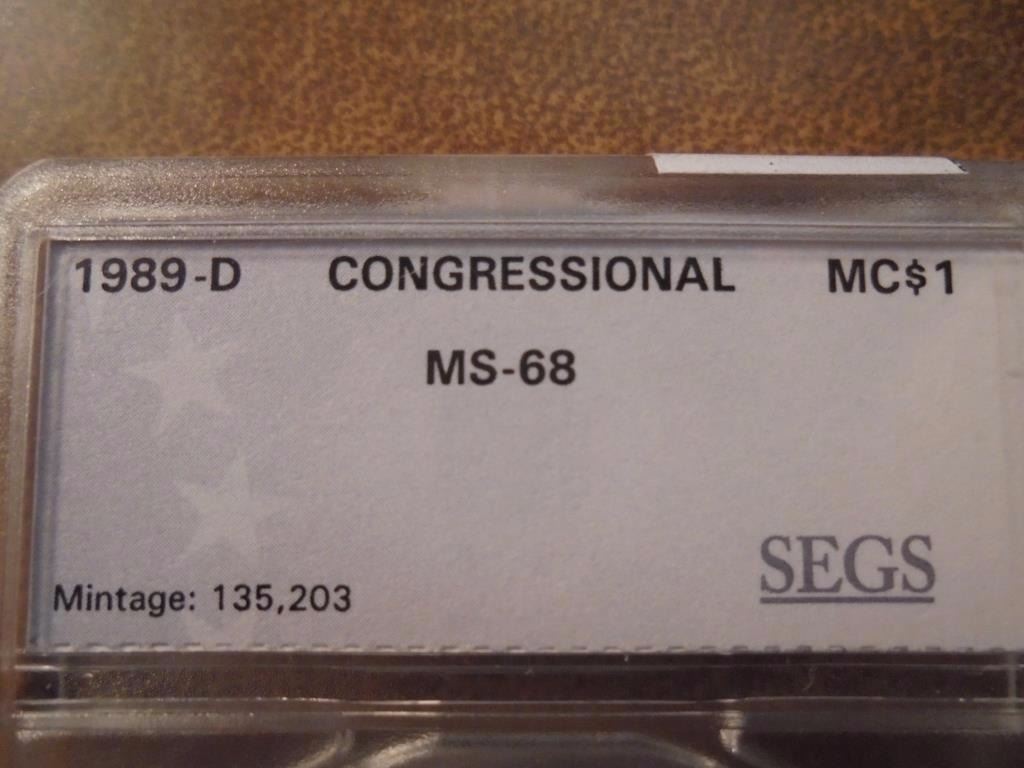 1989-D CONGRESSIONAL MC$1
MS-68
SEGS
Mintage: 135,203